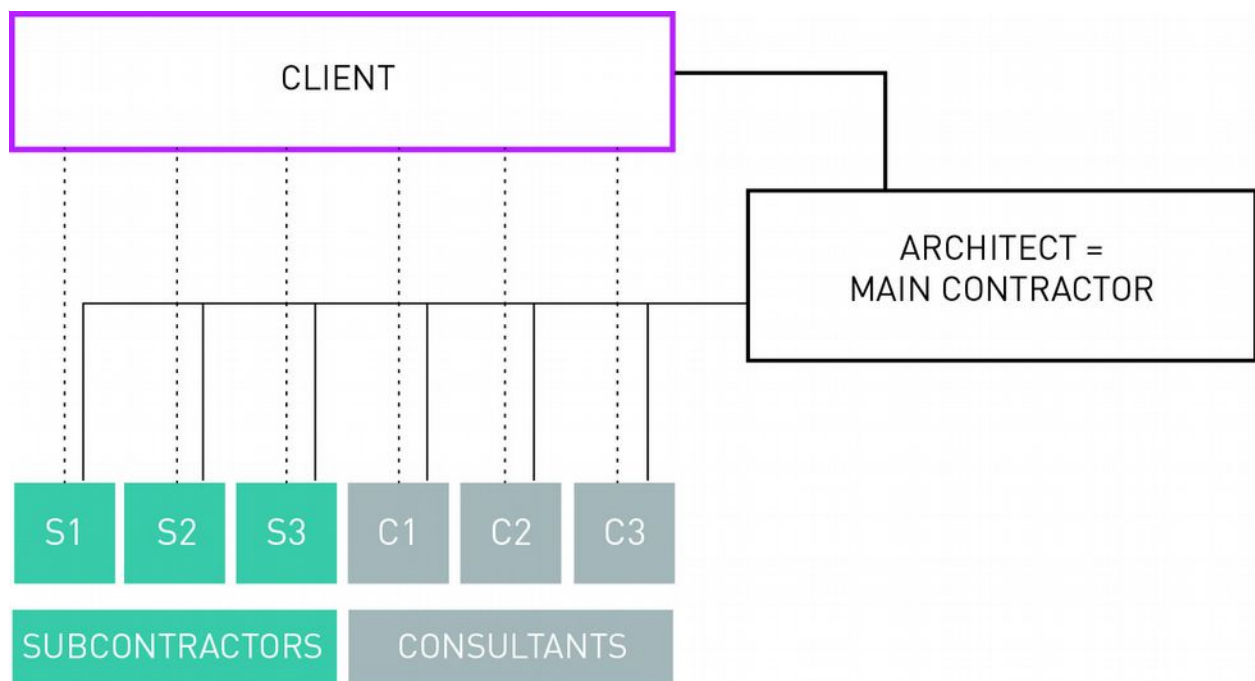 CLIENT
ARCHITECT =
MAIN CONTRACTOR
S1 S2 S3 C1 C2 C3
SUBCONTRACTORS CONSULTANTS